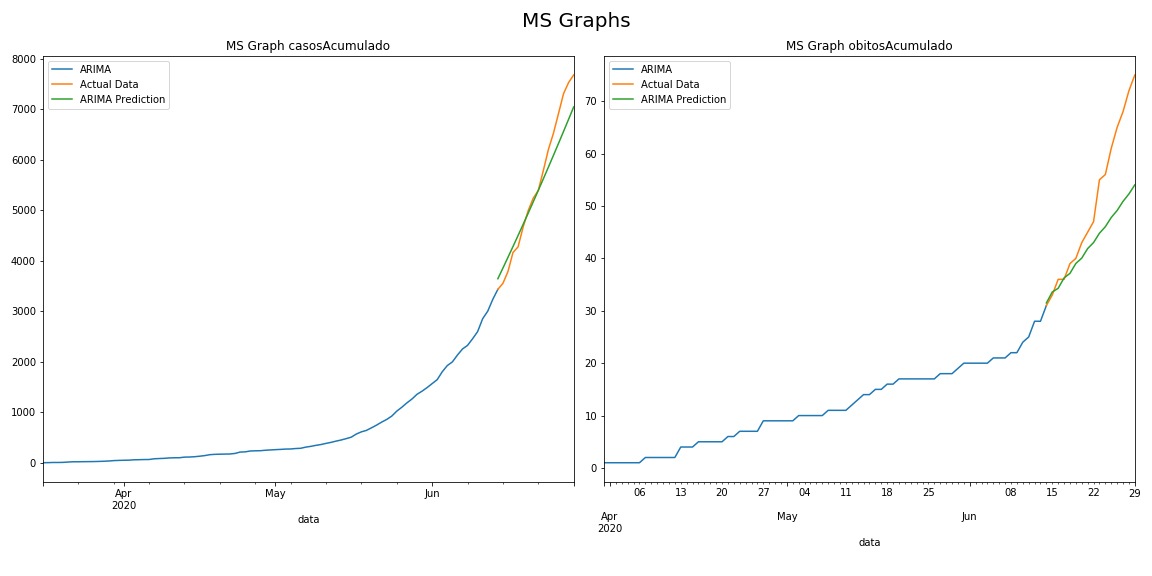 MS Graphs
MS Graph casosAcumulado
ARIMA
Actual Data
ARIMA Prediction
8000
7000
6000
5000
4000
3000
2000
1000
0
Apr
2020
May
Jun
data
MS Graph obitosAcumulado
ARIMA
Actual Data
ARIMA Prediction
70
60
50
40
30
20
10
0
06 13 20 27 04 11 18 25 08 15 22 29
Apr
2020
May
Jun
data